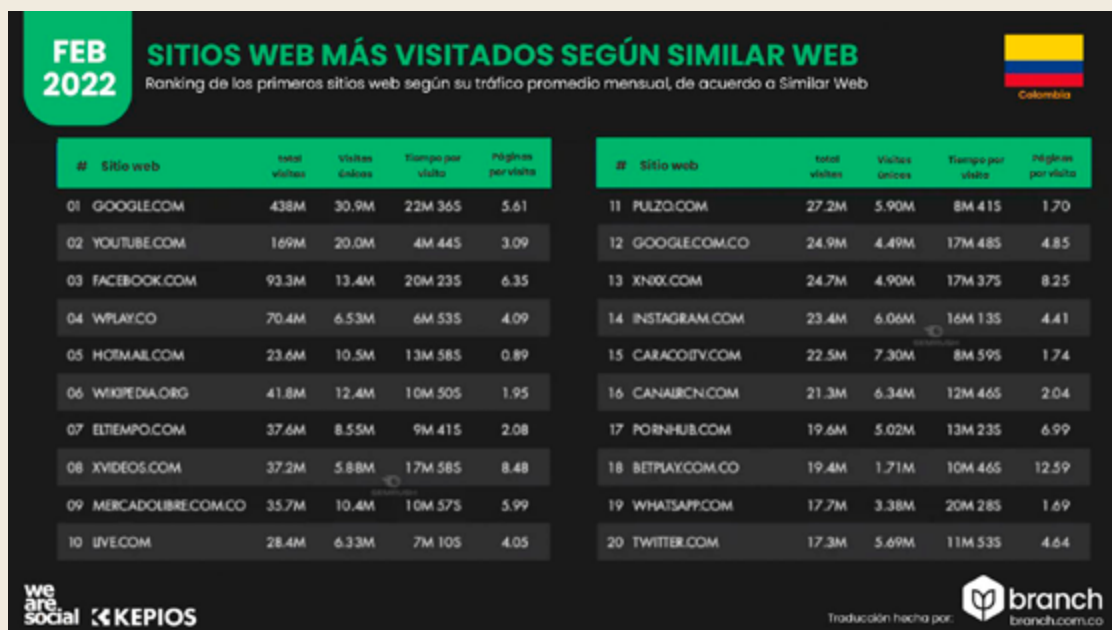 FEB
2022
SITIOS WEB MÁS VISITADOS SEGÚN SIMILAR WEB
Ranking de los primeros sitios web según su tráfico promedio mensual, de acuerdo a Similar Web
Colombia
# Sitio web total visitas Visitas únicas Tiempo por visita Páginas por visita
01 GOOGLE.COM 438M 30.9M 22M 36S 5.61
02 YOUTUBE.COM 169M 20.0M 4M 44S 3.09
03 FACEBOOK.COM 93.3M 13.4M 20M 23S 6.35
04 WPLAY.CO 70.4M 6.53M 6M 53S 4.09
05 HOTMAIL.COM 23.6M 10.5M 13M 58S 0.89
06 WIKIPEDIA.ORG 41.8M 12.4M 10M 50S 1.95
07 ELTIEMPO.COM 37.6M 8.55M 9M 41S 2.08
08 XVIDEOS.COM 37.2M 5.88M 17M 58S 8.48
09 MERCADOLIBRE.COM.CO 35.7M 10.4M 10M 57S 5.99
10 LIVE.COM 28.4M 6.33M 7M 10S 4.05
# Sitio web total visitas Visitas únicas Tiempo por visita Páginas por visita
11 PULZO.COM 27.2M 5.90M 8M 41S 1.70
12 GOOGLE.COM.CO 24.9M 4.49M 17M 48S 4.85
13 XNXX.COM 24.7M 4.90M 17M 37S 8.25
14 INSTAGRAM.COM 23.4M 6.06M 16M 13S 4.41
15 CARACOLTV.COM 22.5M 7.30M 8M 59S 1.74
16 CANALRCN.COM 21.3M 6.34M 12M 46S 2.04
17 PORNHUB.COM 19.6M 5.02M 13M 23S 6.99
18 BETPLAY.COM.CO 19.4M 1.71M 10M 46S 12.59
19 WHATSAPP.COM 17.7M 3.38M 20M 28S 1.69
20 TWITTER.COM 17.3M 5.69M 11M 53S 4.64
SEMRUSH
SEMRUSH
we
are
social KEPIOS
Traducción hecha por: branch
branch.com.co